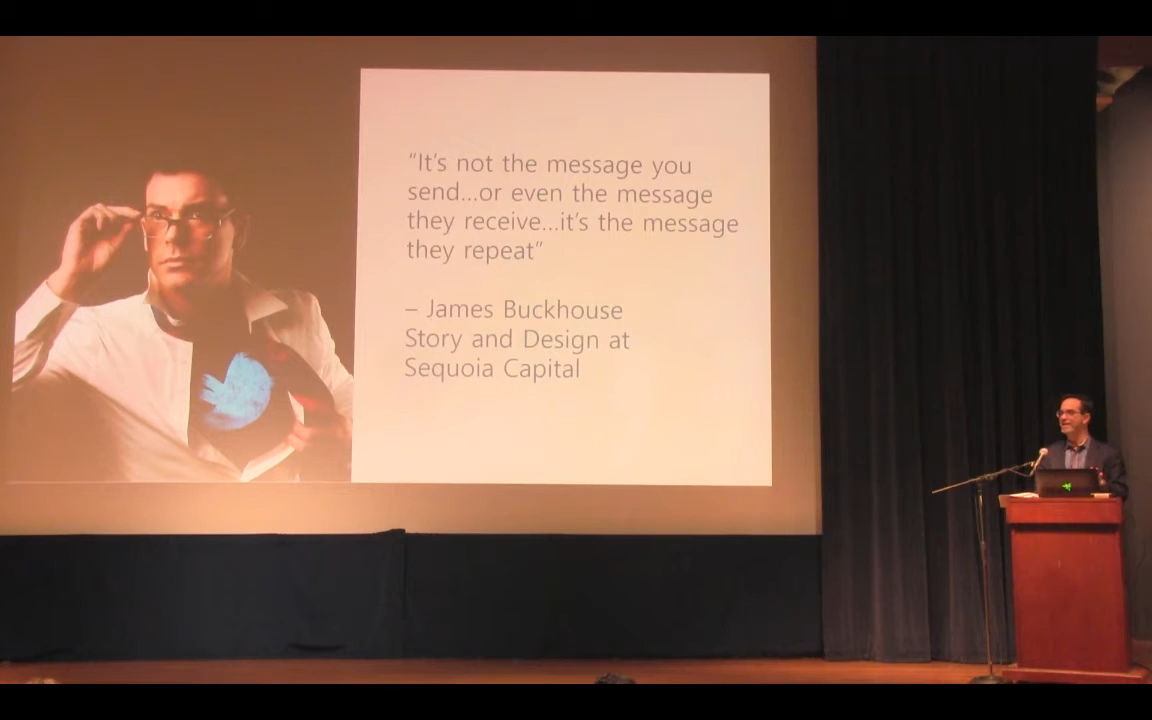 “It’s not the message you
send...or even the message
they receive...it’s the message
they repeat”
– James Buckhouse
Story and Design at
Sequoia Capital